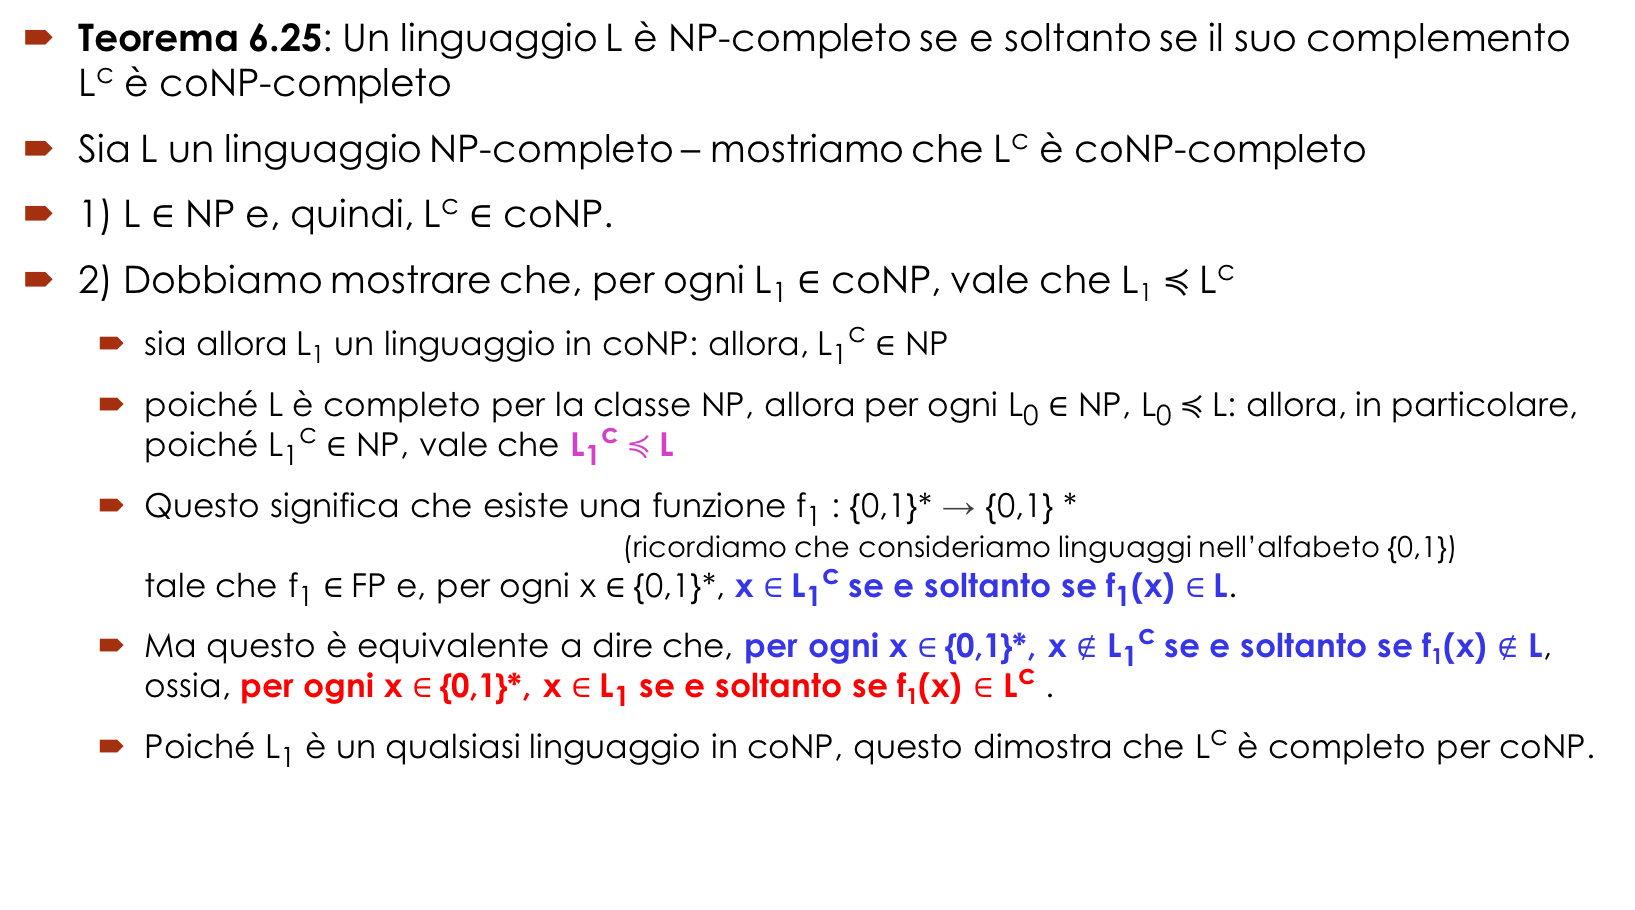 Teorema 6.25: Un linguaggio L è NP-completo se e soltanto se il suo complemento
Lᶜ è coNP-completo
Sia L un linguaggio NP-completo – mostriamo che Lᶜ è coNP-completo
1) L ∈ NP e, quindi, Lᶜ ∈ coNP.
2) Dobbiamo mostrare che, per ogni L₁ ∈ coNP, vale che L₁ ≼ Lᶜ
sia allora L₁ un linguaggio in coNP: allora, L₁ᶜ ∈ NP
poiché L è completo per la classe NP, allora per ogni L₀ ∈ NP, L₀ ≼ L: allora, in particolare,
poiché L₁ᶜ ∈ NP, vale che L₁ᶜ ≼ L
Questo significa che esiste una funzione f₁ : {0,1}* → {0,1} *
(ricordiamo che consideriamo linguaggi nell’alfabeto {0,1})
tale che f₁ ∈ FP e, per ogni x ∈ {0,1}*, x ∈ L₁ᶜ se e soltanto se f₁(x) ∈ L.
Ma questo è equivalente a dire che, per ogni x ∈ {0,1}*, x ∉ L₁ᶜ se e soltanto se f₁(x) ∉ L,
ossia, per ogni x ∈ {0,1}*, x ∈ L₁ se e soltanto se f₁(x) ∈ Lᶜ .
Poiché L₁ è un qualsiasi linguaggio in coNP, questo dimostra che Lᶜ è completo per coNP.